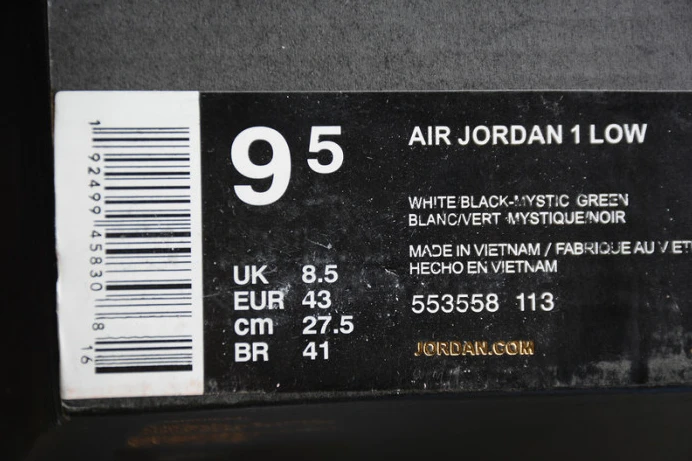 1 92499 45830 8 16
9 5
UK 8.5
EUR 43
cm 27.5
BR 41
AIR JORDAN 1 LOW
WHITE/BLACK-MYSTIC GREEN
BLANC/VERT MYSTIQUE/NOIR
MADE IN VIETNAM / FABRIQUE AU VIET
HECHO EN VIETNAM
553558 113
JORDAN.COM